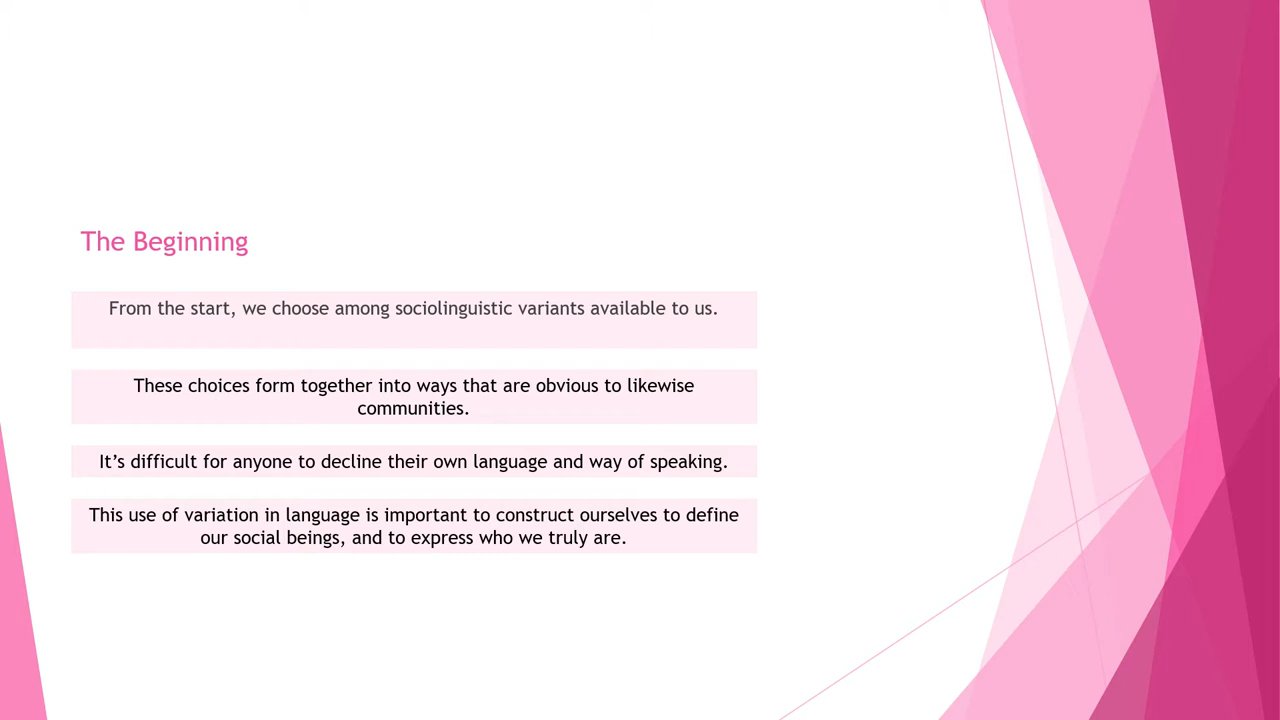 The Beginning
From the start, we choose among sociolinguistic variants available to us.
These choices form together into ways that are obvious to likewise
communities.
It’s difficult for anyone to decline their own language and way of speaking.
This use of variation in language is important to construct ourselves to define
our social beings, and to express who we truly are.